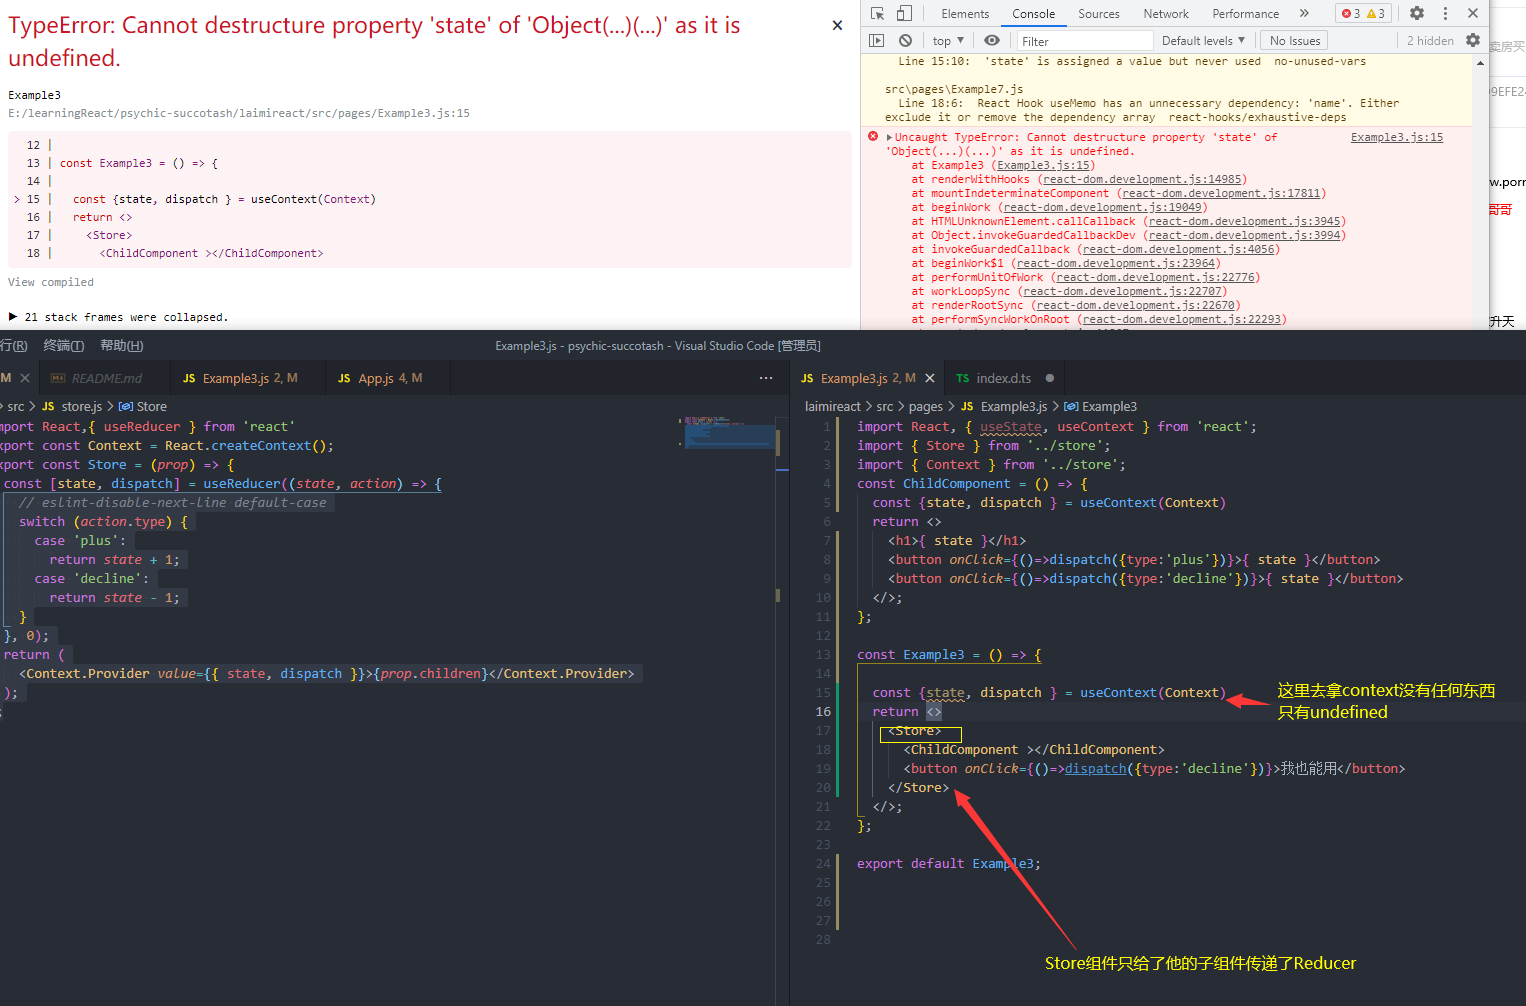 TypeError: Cannot destructure property 'state' of 'Object(...)(...)' as it is
undefined.
Example3
E:/learningReact/psychic-succotash/laimireact/src/pages/Example3.js:15
12 |
13 | const Example3 = () => {
14 |
> 15 |   const {state, dispatch } = useContext(Context)
16 |   return <>
17 |     <Store>
18 |       <ChildComponent ></ChildComponent>
View compiled
▶ 21 stack frames were collapsed.
Elements Console Sources Network Performance » 3 3
top ▼ Filter Default levels ▼ No Issues 2 hidden
Line 15:10:  'state' is assigned a value but never used  no-unused-vars
src\pages\Example7.js
Line 18:6:  React Hook useMemo has an unnecessary dependency: 'name'. Either
exclude it or remove the dependency array  react-hooks/exhaustive-deps
▶Uncaught TypeError: Cannot destructure property 'state' of Example3.js:15
'Object(...)(...)' as it is undefined.
at Example3 (Example3.js:15)
at renderWithHooks (react-dom.development.js:14985)
at mountIndeterminateComponent (react-dom.development.js:17811)
at beginWork (react-dom.development.js:19049)
at HTMLUnknownElement.callCallback (react-dom.development.js:3945)
at Object.invokeGuardedCallbackDev (react-dom.development.js:3994)
at invokeGuardedCallback (react-dom.development.js:4056)
at beginWork$1 (react-dom.development.js:23964)
at performUnitOfWork (react-dom.development.js:22776)
at workLoopSync (react-dom.development.js:22707)
at renderRootSync (react-dom.development.js:22670)
at performSyncWorkOnRoot (react-dom.development.js:22293)
卖房买
9EFE24
w.porn
哥哥
升天
行(R) 终端(T) 帮助(H) Example3.js - psychic-succotash - Visual Studio Code [管理员]
M README.md JS Example3.js 2, M JS App.js 4, M ···
> src > JS store.js > Store
mport React,{ useReducer } from 'react'
xport const Context = React.createContext();
xport const Store = (prop) => {
const [state, dispatch] = useReducer((state, action) => {
// eslint-disable-next-line default-case
switch (action.type) {
case 'plus':
return state + 1;
case 'decline':
return state - 1;
}
}, 0);
return (
<Context.Provider value={{ state, dispatch }}>{prop.children}</Context.Provider>
);
JS Example3.js 2, M TS index.d.ts
laimireact > src > pages > JS Example3.js > Example3
1 import React, { useState, useContext } from 'react';
2 import { Store } from '../store';
3 import { Context } from '../store';
4 const ChildComponent = () => {
5 const {state, dispatch } = useContext(Context)
6 return <>
7 <h1>{ state }</h1>
8 <button onClick={()=>dispatch({type:'plus'})}>{ state }</button>
9 <button onClick={()=>dispatch({type:'decline'})}>{ state }</button>
10 </>;
11 };
12
13 const Example3 = () => {
14
15 const {state, dispatch } = useContext(Context)
16 return <>
17 <Store>
18 <ChildComponent ></ChildComponent>
19 <button onClick={()=>dispatch({type:'decline'})}>我也能用</button>
20 </Store>
21 </>;
22 };
23
24 export default Example3;
25
26
27
28
这里去拿context没有任何东西
只有undefined
Store组件只给了他的子组件传递了Reducer